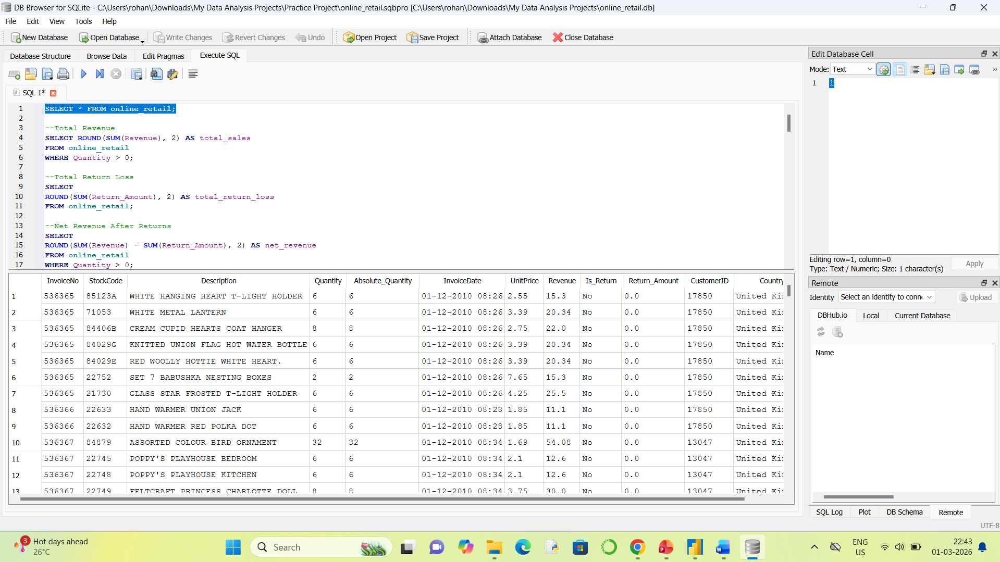 DB Browser for SQLite - C:\Users\rohan\Downloads\My Data Analysis Projects\Practice Project\online_retail.sqbpro [C:\Users\rohan\Downloads\My Data Analysis Projects\online_retail.db]
File Edit View Tools Help
New Database Open Database Write Changes Revert Changes Undo Open Project Save Project Attach Database Close Database
Database Structure Browse Data Edit Pragmas Execute SQL
SQL 1*
1 SELECT * FROM online_retail;
2
3 --Total Revenue
4 SELECT ROUND(SUM(Revenue), 2) AS total_sales
5 FROM online_retail
6 WHERE Quantity > 0;
7
8 --Total Return Loss
9 SELECT
10 ROUND(SUM(Return_Amount), 2) AS total_return_loss
11 FROM online_retail;
12
13 --Net Revenue After Returns
14 SELECT
15 ROUND(SUM(Revenue) - SUM(Return_Amount), 2) AS net_revenue
16 FROM online_retail
17 WHERE Quantity > 0;
InvoiceNo StockCode Description Quantity Absolute_Quantity InvoiceDate UnitPrice Revenue Is_Return Return_Amount CustomerID Country
1 536365 85123A WHITE HANGING HEART T-LIGHT HOLDER 6 6 01-12-2010 08:26 2.55 15.3 No 0.0 17850 United Ki
2 536365 71053 WHITE METAL LANTERN 6 6 01-12-2010 08:26 3.39 20.34 No 0.0 17850 United Ki
3 536365 84406B CREAM CUPID HEARTS COAT HANGER 8 8 01-12-2010 08:26 2.75 22.0 No 0.0 17850 United Ki
4 536365 84029G KNITTED UNION FLAG HOT WATER BOTTLE 6 6 01-12-2010 08:26 3.39 20.34 No 0.0 17850 United Ki
5 536365 84029E RED WOOLLY HOTTIE WHITE HEART. 6 6 01-12-2010 08:26 3.39 20.34 No 0.0 17850 United Ki
6 536365 22752 SET 7 BABUSHKA NESTING BOXES 2 2 01-12-2010 08:26 7.65 15.3 No 0.0 17850 United Ki
7 536365 21730 GLASS STAR FROSTED T-LIGHT HOLDER 6 6 01-12-2010 08:26 4.25 25.5 No 0.0 17850 United Ki
8 536366 22633 HAND WARMER UNION JACK 6 6 01-12-2010 08:28 1.85 11.1 No 0.0 17850 United Ki
9 536366 22632 HAND WARMER RED POLKA DOT 6 6 01-12-2010 08:28 1.85 11.1 No 0.0 17850 United Ki
10 536367 84879 ASSORTED COLOUR BIRD ORNAMENT 32 32 01-12-2010 08:34 1.69 54.08 No 0.0 13047 United Ki
11 536367 22745 POPPY'S PLAYHOUSE BEDROOM 6 6 01-12-2010 08:34 2.1 12.6 No 0.0 13047 United Ki
12 536367 22748 POPPY'S PLAYHOUSE KITCHEN 6 6 01-12-2010 08:34 2.1 12.6 No 0.0 13047 United Ki
13 536367 22749 FELTCRAFT PRINCESS CHARLOTTE DOLL 8 8 01-12-2010 08:34 3.75 30.0 No 0.0 13047 United Ki
Edit Database Cell
Mode: Text
1 1
Editing row=1, column=0
Type: Text / Numeric; Size: 1 character(s)
Apply
Remote
Identity Select an identity to conne Upload
DBHub.io Local Current Database
Name
SQL Log Plot DB Schema Remote
UTF-8
3 Hot days ahead
26°C
Search
ENG
US
22:43
01-03-2026